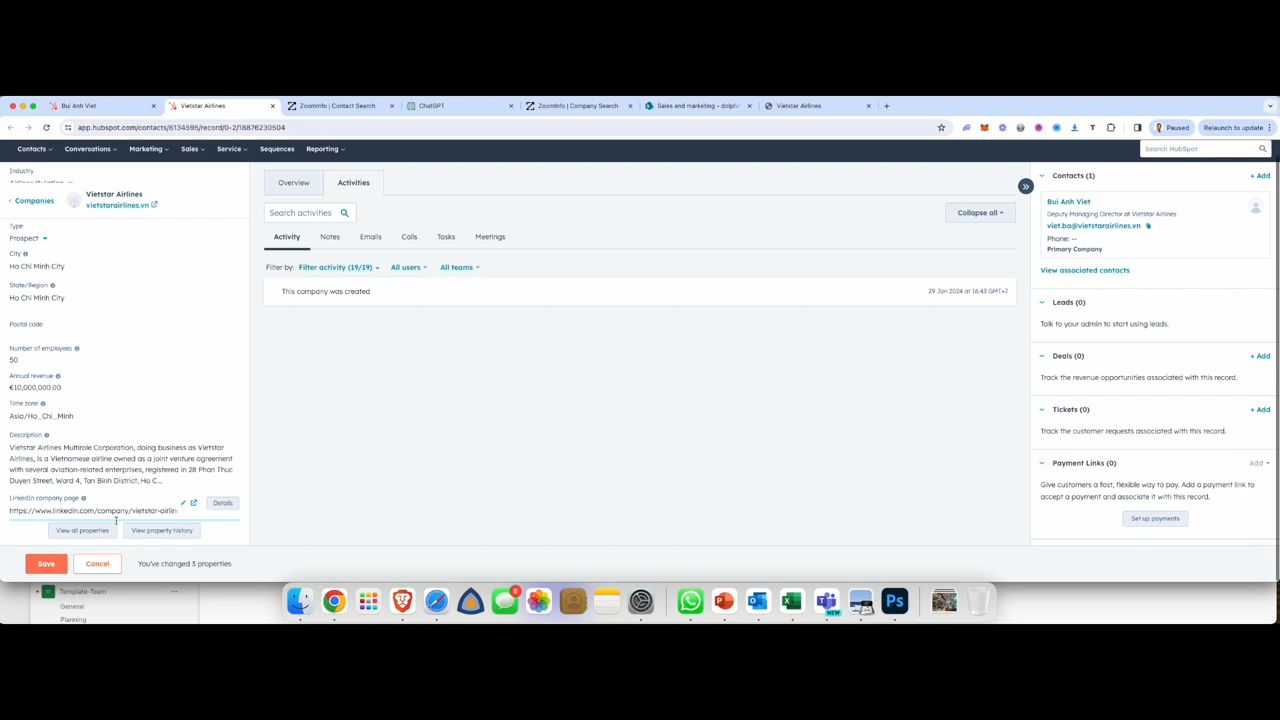 Bui Anh Viet
Vietstar Airlines
ZoomInfo | Contact Search
ChatGPT
ZoomInfo | Company Search
Sales and marketing – dolph
Vietstar Airlines
app.hubspot.com/contacts/6134595/record/0-2/18876230504
Paused
Relaunch to update
Contacts
Conversations
Marketing
Sales
Service
Sequences
Reporting
Search HubSpot
Industry
Airlines/Aviation
Companies
Vietstar Airlines
vietstarairlines.vn
Type
Prospect
City
Ho Chi Minh City
State/Region
Ho Chi Minh City
Postal code
Number of employees
50
Annual revenue
€10,000,000.00
Time zone
Asia/Ho_Chi_Minh
Description
Vietstar Airlines Multirole Corporation, doing business as Vietstar
Airlines, is a Vietnamese airline owned as a joint venture agreement
with several aviation-related enterprises, registered in 28 Phan Thuc
Duyen Street, Ward 4, Tan Binh District, Ho C...
LinkedIn company page
Details
https://www.linkedin.com/company/vietstar-airlin
View all properties
View property history
Save
Cancel
You've changed 3 properties
Overview
Activities
Search activities
Collapse all
Activity
Notes
Emails
Calls
Tasks
Meetings
Filter by:
Filter activity (19/19)
All users
All teams
This company was created
29 Jan 2024 at 16:43 GMT+7
Contacts (1)
+ Add
Bui Anh Viet
Deputy Managing Director at Vietstar Airlines
viet.ba@vietstarairlines.vn
Phone: --
Primary Company
View associated contacts
Leads (0)
Talk to your admin to start using leads.
Deals (0)
+ Add
Track the revenue opportunities associated with this record.
Tickets (0)
+ Add
Track the customer requests associated with this record.
Payment Links (0)
Add
Give customers a fast, flexible way to pay. Add a payment link to
accept a payment and associate it with this record.
Set up payments
Template-Team
General
Planning
NEW